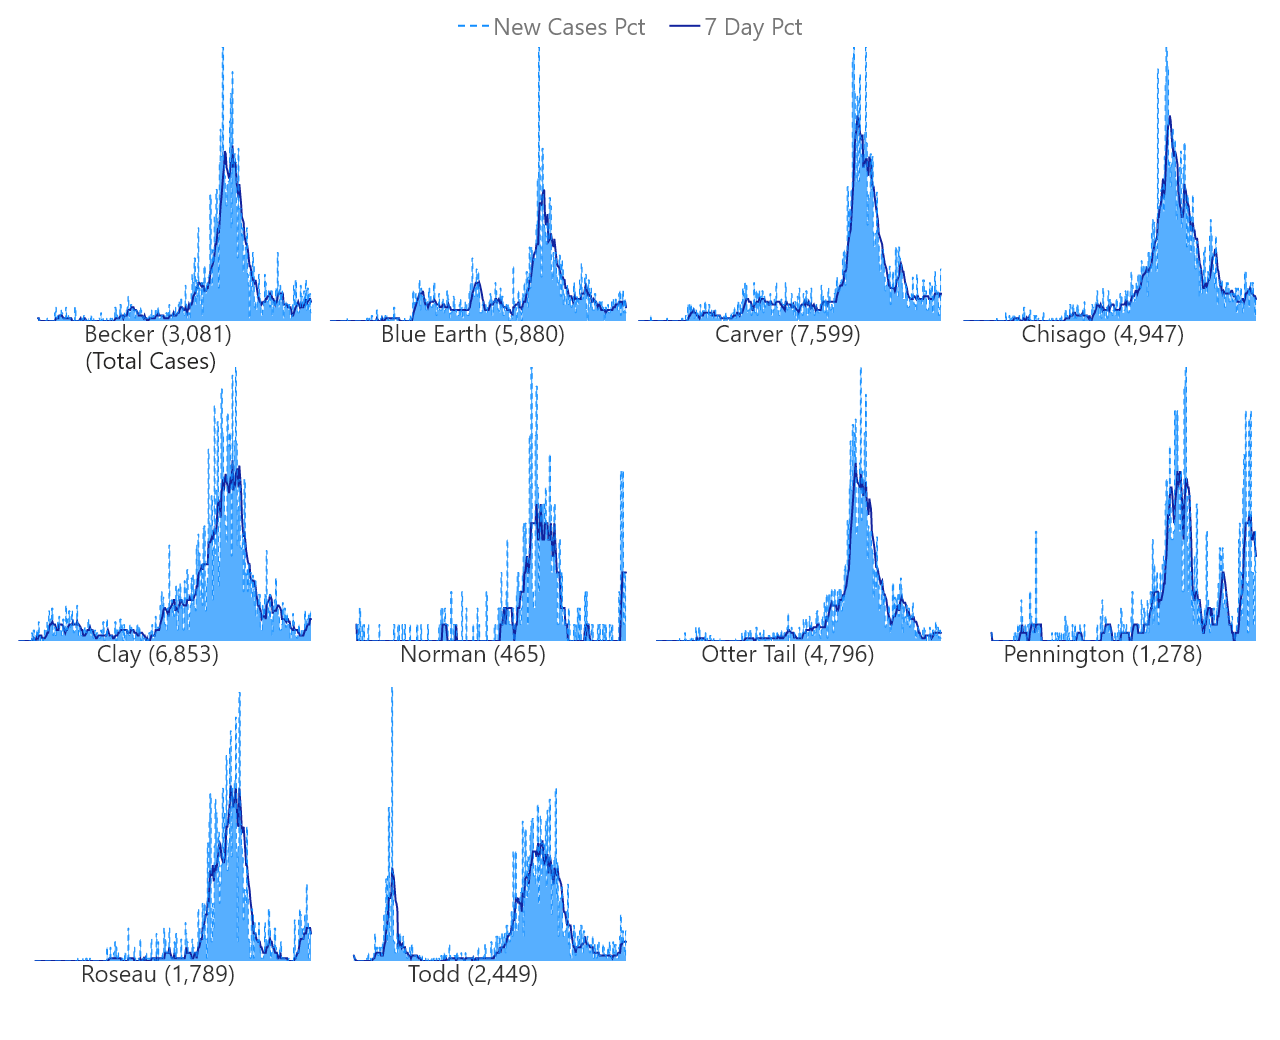 New Cases Pct 7 Day Pct
Becker (3,081)
(Total Cases)
Blue Earth (5,880)
Carver (7,599)
Chisago (4,947)
Clay (6,853)
Norman (465)
Otter Tail (4,796)
Pennington (1,278)
Roseau (1,789)
Todd (2,449)